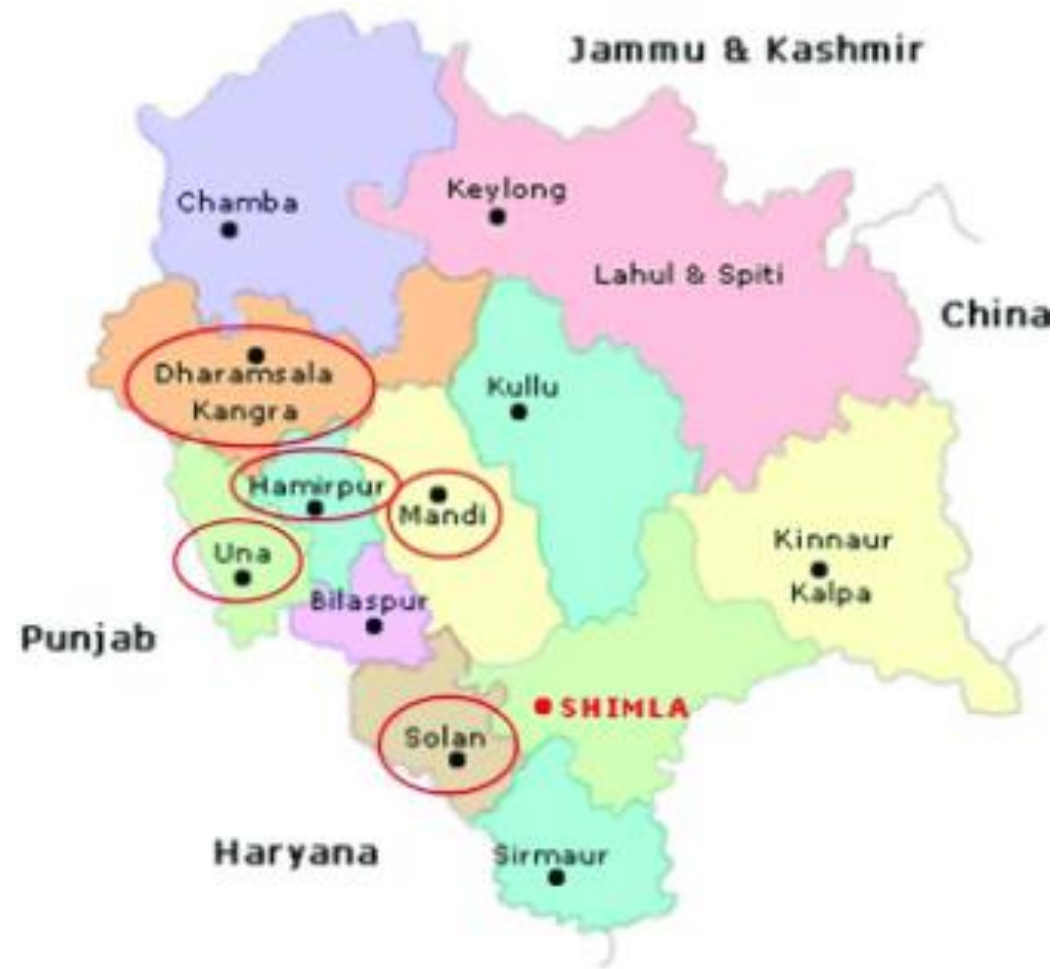 Jammu & Kashmir
Chamba
Keylong
Lahul & Spiti
China
Dharamsala
Kangra
Kullu
Hamirpur
Mandi
Una
Kinnaur
Kalpa
Bilaspur
Punjab
SHIMLA
Solan
Haryana
Sirmaur